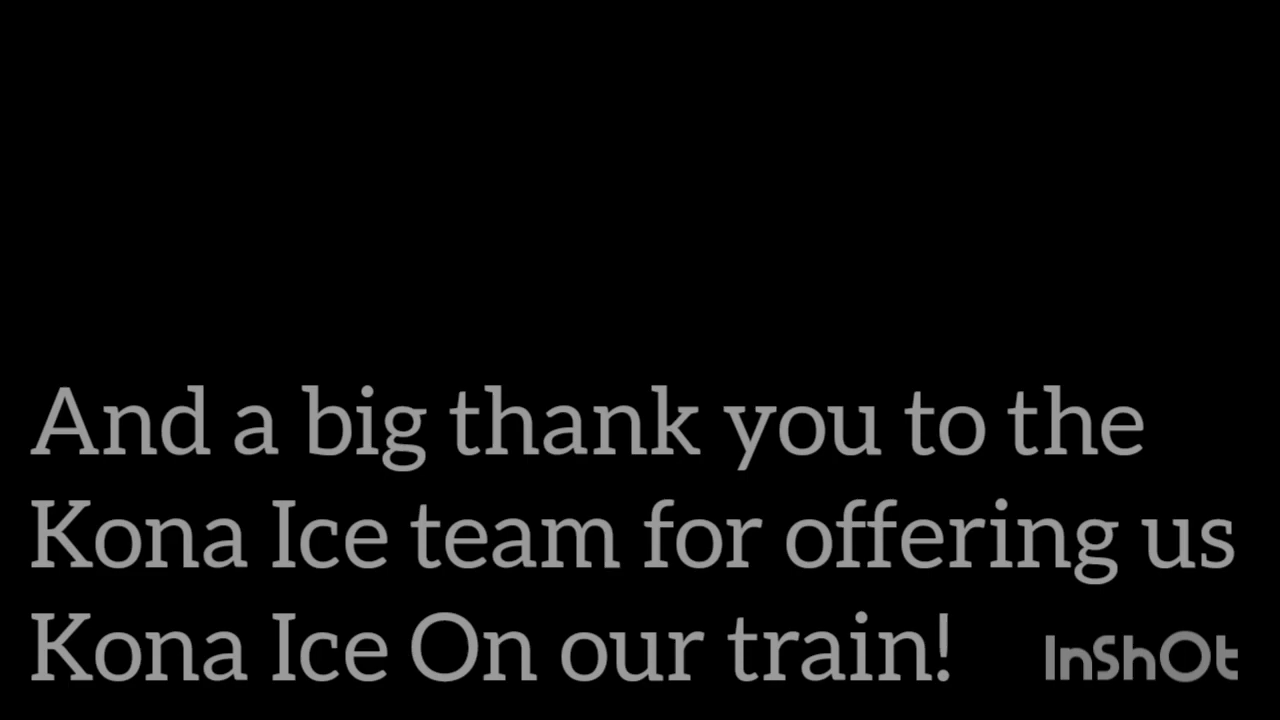 And a big thank you to the
Kona Ice team for offering us
Kona Ice On our train!
InShOt